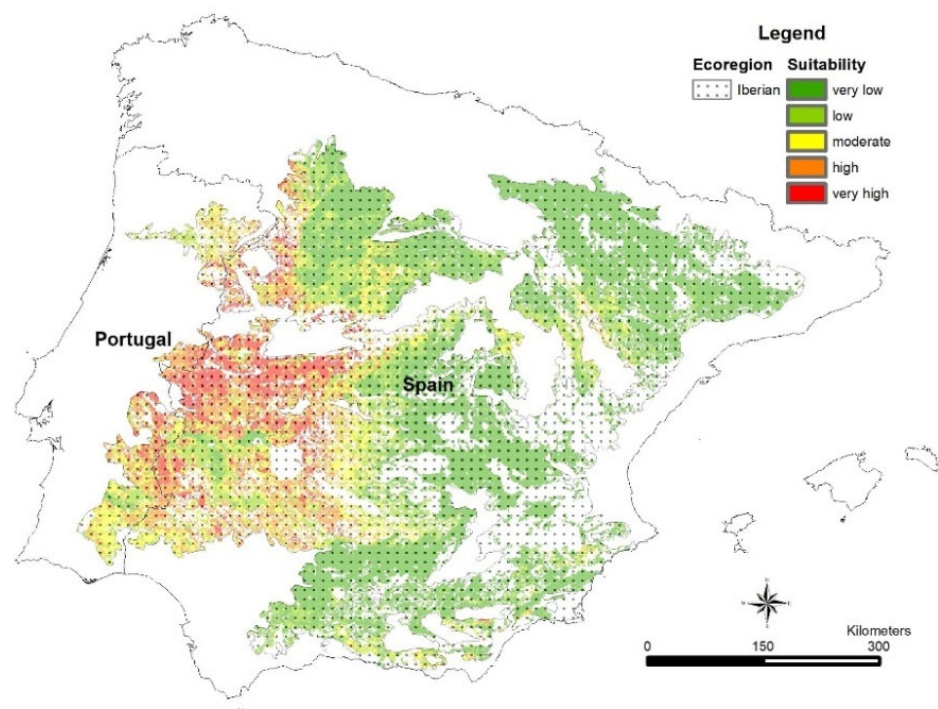 Legend
Ecoregion Suitability
Iberian
very low
low
moderate
high
very high
Portugal
Spain
Kilometers
0 150 300